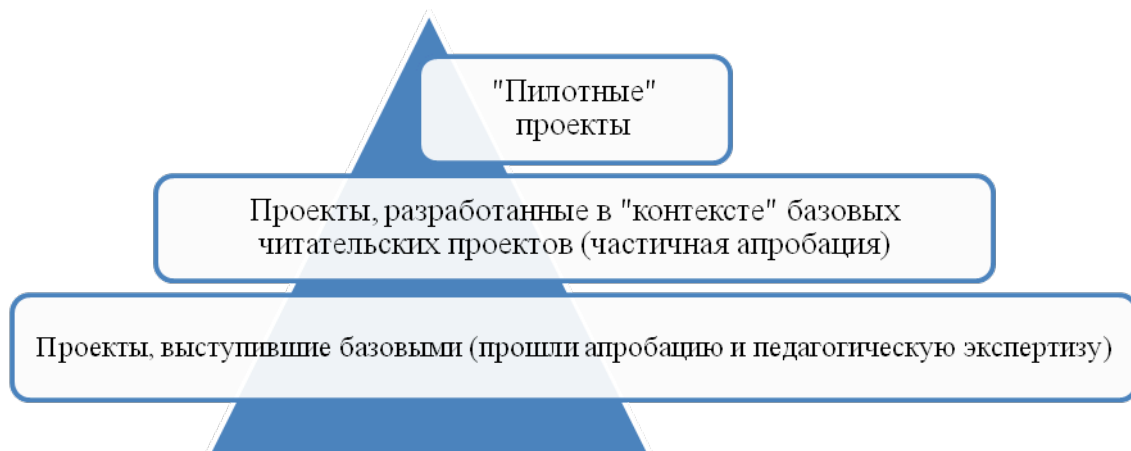 "Пилотные"
проекты
Проекты, разработанные в "контексте" базовых
читательских проектов (частичная апробация)
Проекты, выступившие базовыми (прошли апробацию и педагогическую экспертизу)